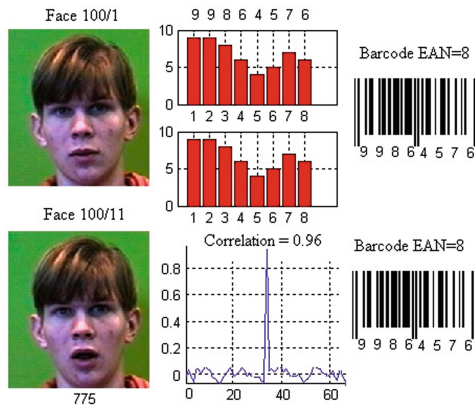 Face 100/1
9 9 8 6 4 5 7 6
10
5
0
1 2 3 4 5 6 7 8
Barcode EAN=8
9 9 8 6 4 5 7 6
10
5
0
1 2 3 4 5 6 7 8
Face 100/11
775
Correlation = 0.96
0.8
0.6
0.4
0.2
0
0 20 40 60
Barcode EAN=8
9 9 8 6 4 5 7 6